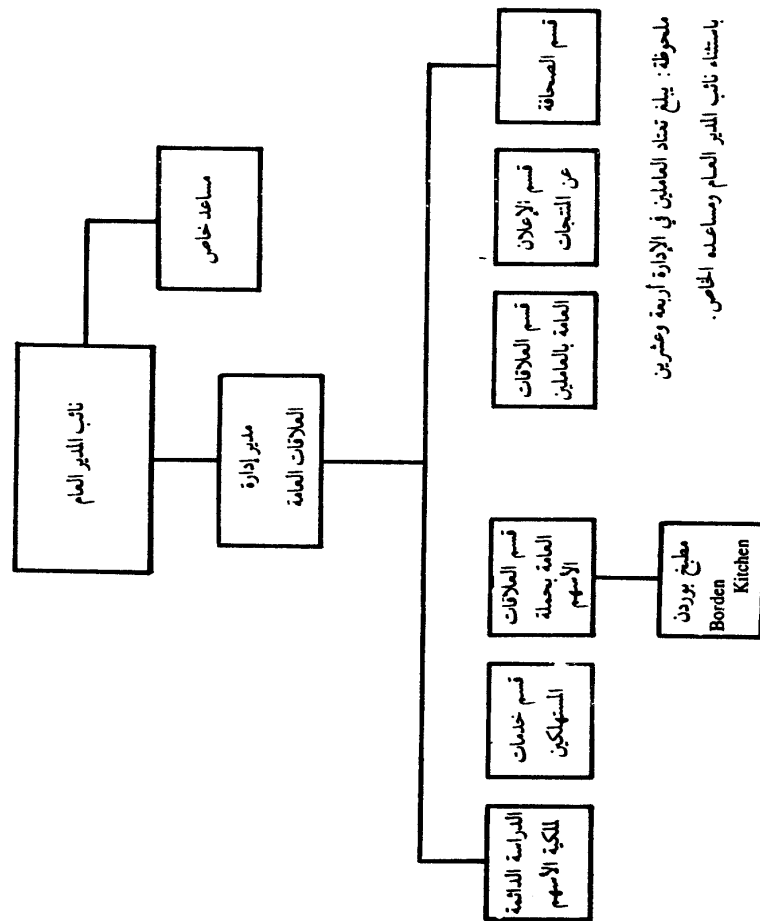 نائب المدير العام
مساعد خاص
مدير إدارة
العلاقات العامة
قسم الصحافة
قسم الإعلان
عن المنتجات
قسم العلاقات
العامة بالعاملين
قسم العلاقات
العامة بحملة
الأسهم
قسم خدمات
المستهلكين
الدراسة الدائمة
لملكية الأسهم
مطبخ بوردن
Borden
Kitchen
ملحوظة: يبلغ تعداد العاملين في الإدارة أربعة وعشرين
باستثناء نائب المدير العام ومساعده الخاص.